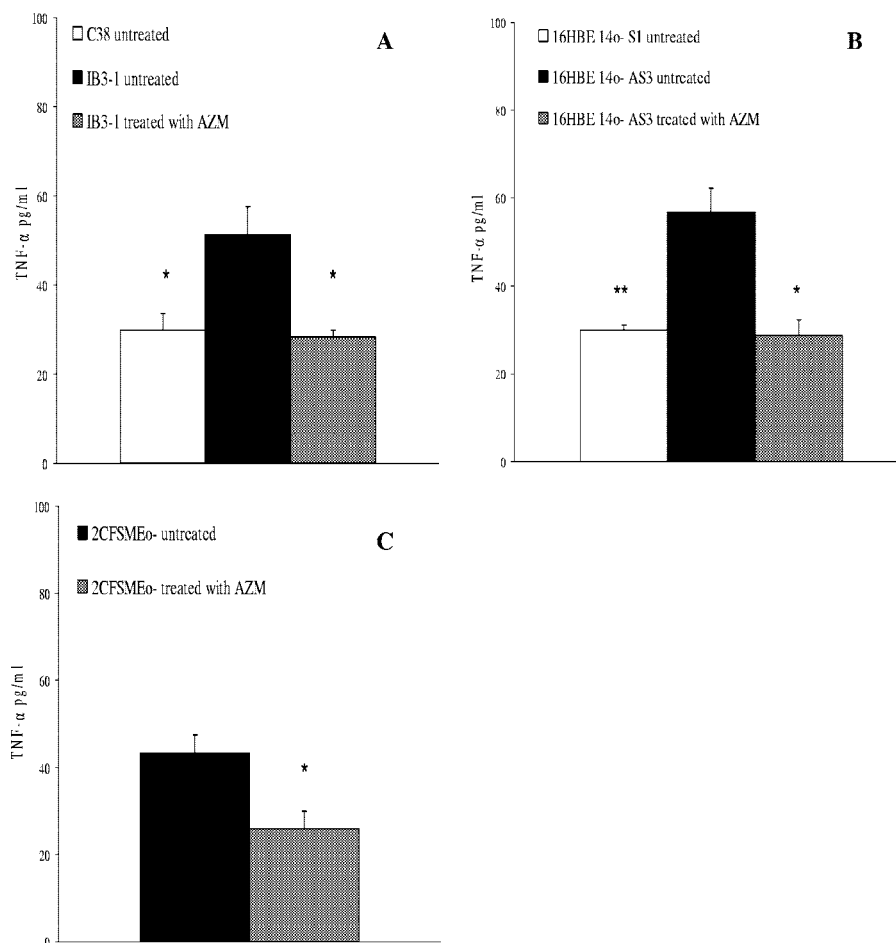 A
C38 untreated
IB3-1 untreated
IB3-1 treated with AZM
TNF-α pg/ml
100
80
60
40
20
0
*
*
B
16HBE 14o- S1 untreated
16HBE 14o- AS3 untreated
16HBE 14o- AS3 treated with AZM
TNF-α pg/ml
100
80
60
40
20
0
**
*
C
2CFSMEo- untreated
2CFSMEo- treated with AZM
TNF-α pg/ml
100
80
60
40
20
0
*